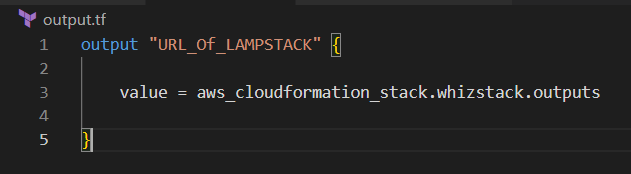 output.tf
1 output "URL_Of_LAMPSTACK" {
2
3 value = aws_cloudformation_stack.whizstack.outputs
4
5 }